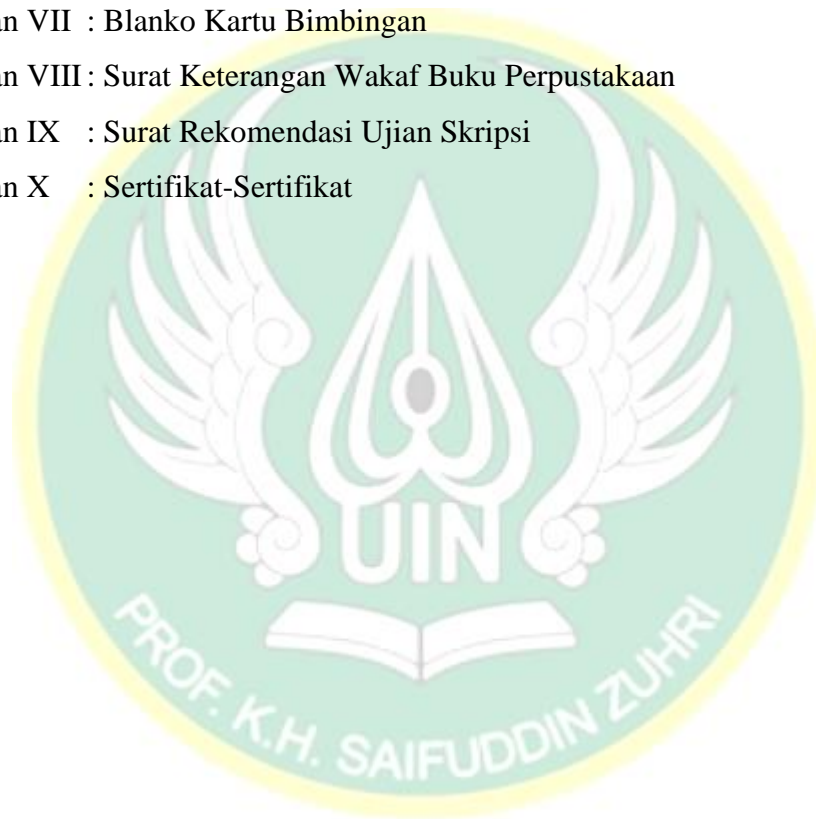 an VII : Blanko Kartu Bimbingan
an VIII : Surat Keterangan Wakaf Buku Perpustakaan
an IX : Surat Rekomendasi Ujian Skripsi
an X : Sertifikat-Sertifikat
UIN
PROF. K.H. SAIFUDDIN ZUHRI